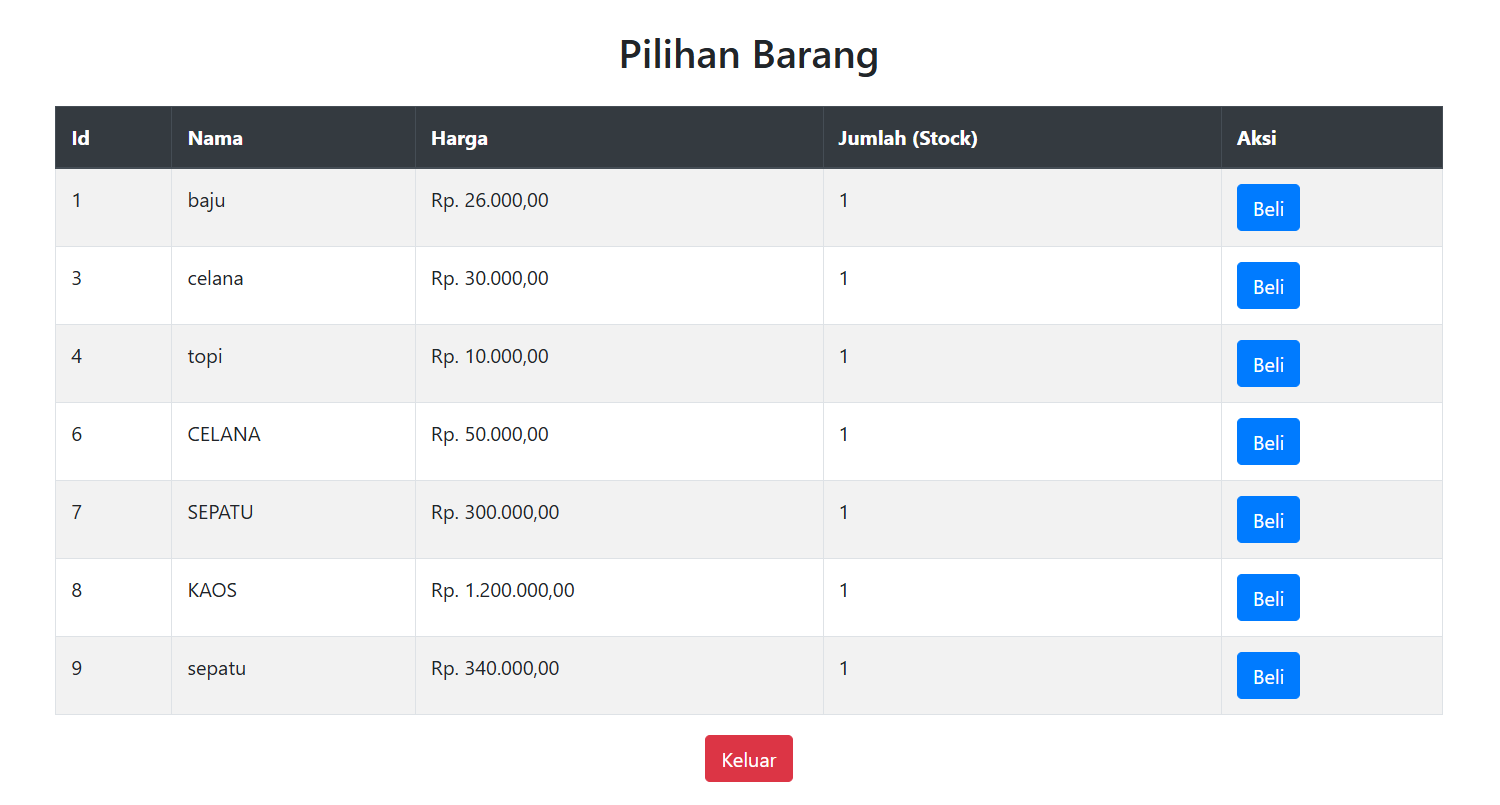 Pilihan Barang
Id Nama Harga Jumlah (Stock) Aksi
1 baju Rp. 26.000,00 1 Beli
3 celana Rp. 30.000,00 1 Beli
4 topi Rp. 10.000,00 1 Beli
6 CELANA Rp. 50.000,00 1 Beli
7 SEPATU Rp. 300.000,00 1 Beli
8 KAOS Rp. 1.200.000,00 1 Beli
9 sepatu Rp. 340.000,00 1 Beli
Keluar